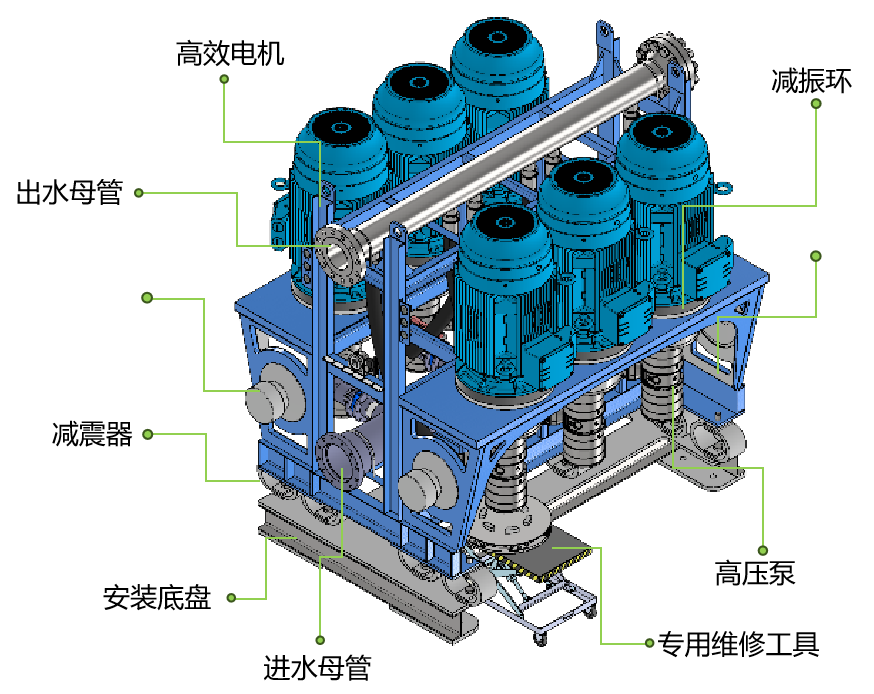 高效电机
减振环
出水母管
减震器
高压泵
安装底盘
专用维修工具
进水母管